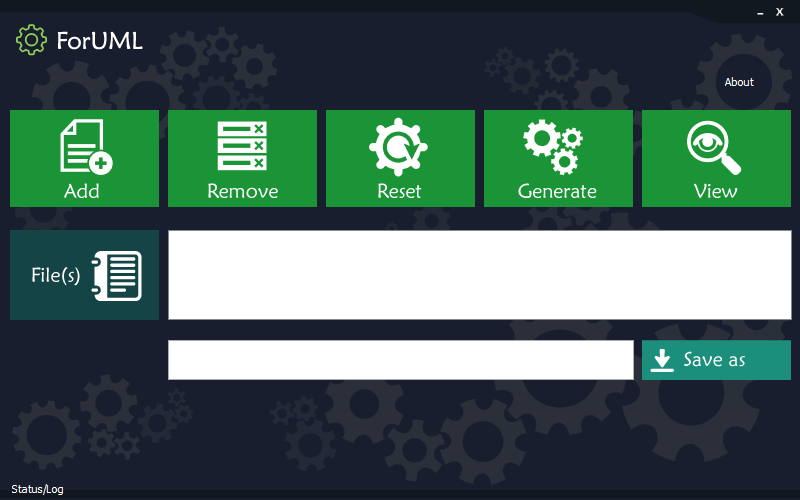 ForUML
About
Add
Remove
Reset
Generate
View
File(s)
Save as
Status/Log